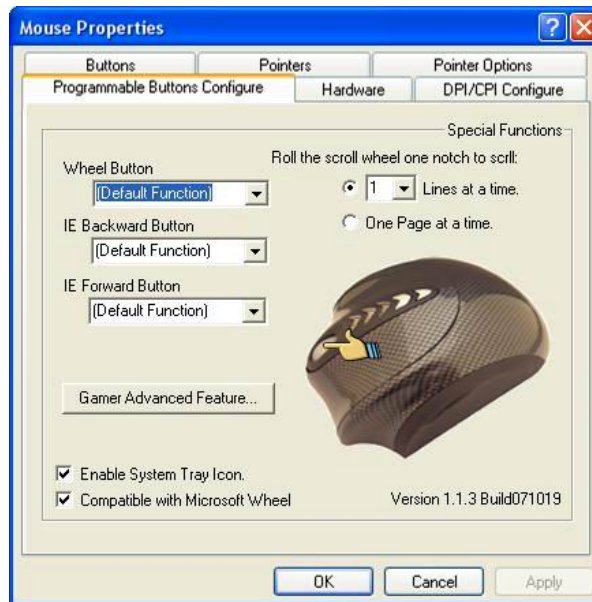 Mouse Properties
Buttons
Pointers
Pointer Options
Programmable Buttons Configure
Hardware
DPI/CPI Configure
Special Functions
Roll the scroll wheel one notch to scrll:
Wheel Button
(Default Function)
1
Lines at a time.
IE Backward Button
(Default Function)
One Page at a time.
IE Forward Button
(Default Function)
Gamer Advanced Feature...
Enable System Tray Icon.
Compatible with Microsoft Wheel
Version 1.1.3 Build071019
OK
Cancel
Apply